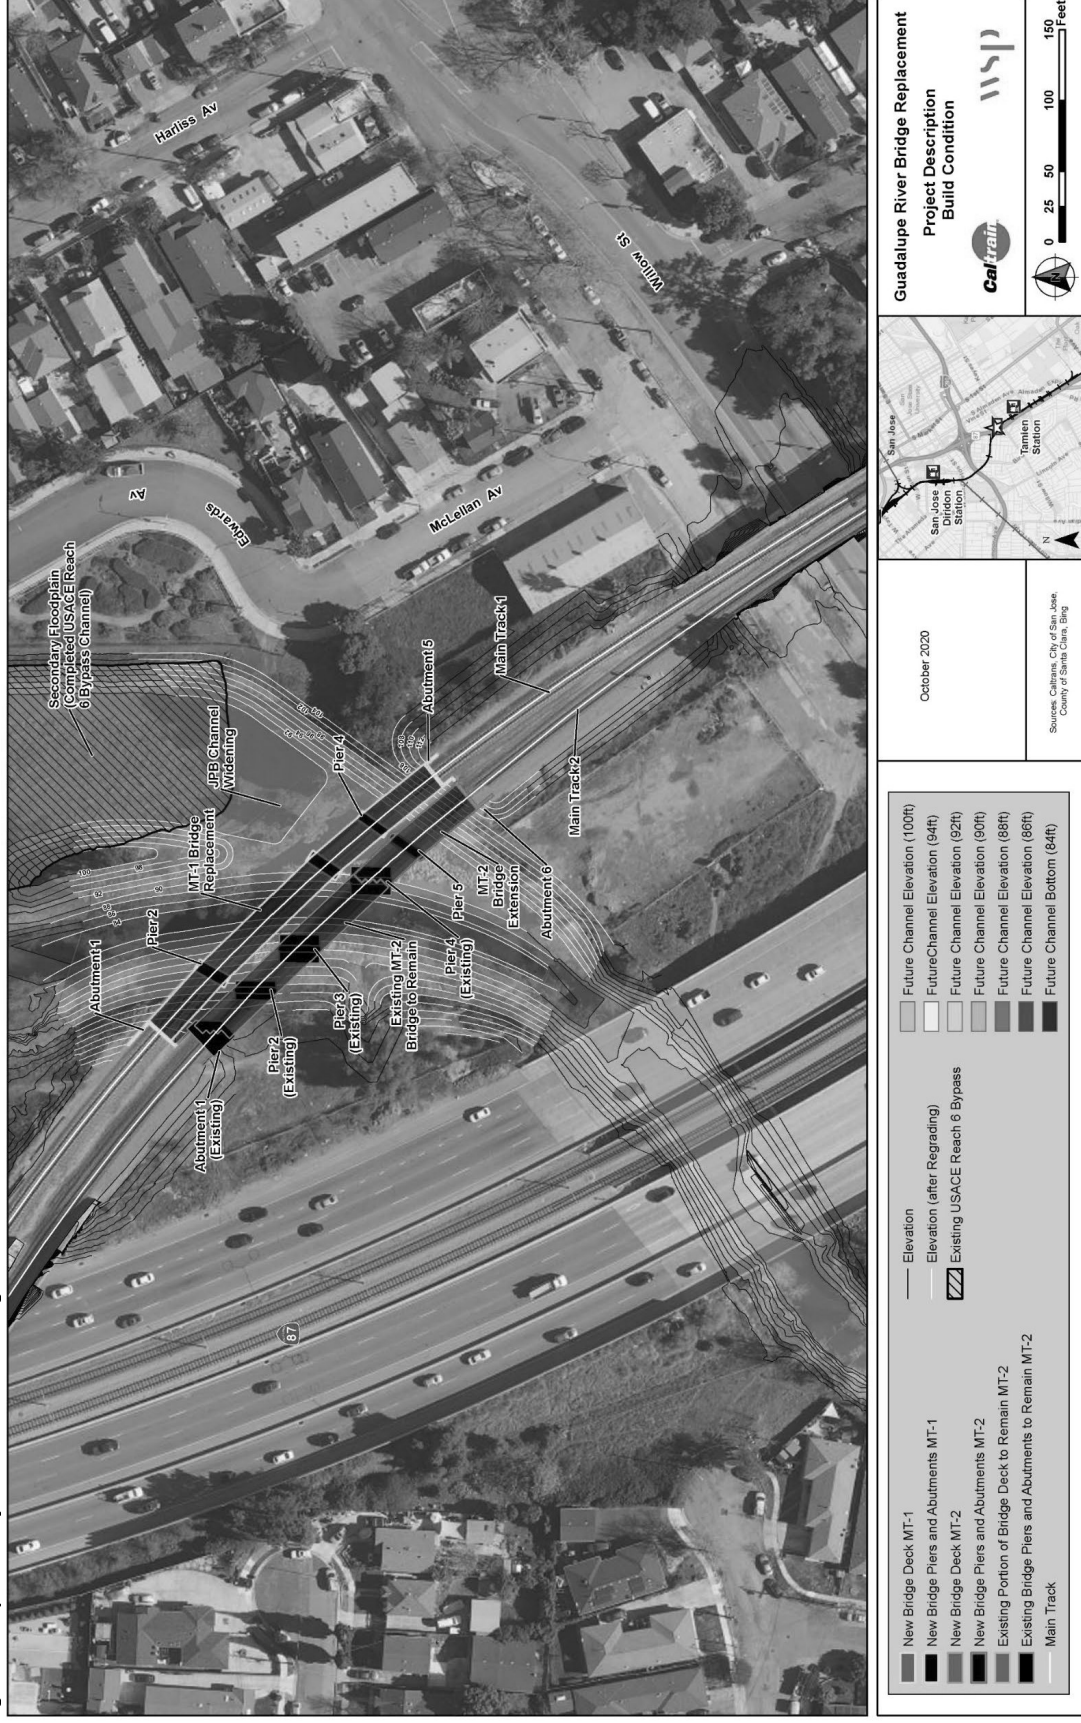 Harliss Av
Willow St
McLellan Av
Edwards
Av
Secondary Floodplain
(Completed USACE Reach
6 Bypass Channel)
JPB Channel
Widening
MT-1 Bridge
Replacement
Pier 4
Abutment 5
Main Track 1
Main Track 2
Abutment 1
Pier 2
Pier 5
MT-2
Bridge
Extension
Abutment 6
Pier 4
(Existing)
Existing MT-2
Bridge to Remain
Pier 3
(Existing)
Pier 2
(Existing)
Abutment 1
(Existing)
87
New Bridge Deck MT-1
New Bridge Piers and Abutments MT-1
New Bridge Deck MT-2
New Bridge Piers and Abutments MT-2
Existing Portion of Bridge Deck to Remain MT-2
Existing Bridge Piers and Abutments to Remain MT-2
Main Track
Elevation
Elevation (after Regrading)
Existing USACE Reach 6 Bypass
Future Channel Elevation (100ft)
FutureChannel Elevation (94ft)
Future Channel Elevation (92ft)
Future Channel Elevation (90ft)
Future Channel Elevation (88ft)
Future Channel Elevation (86ft)
Future Channel Bottom (84ft)
October 2020
Sources: Caltrans, City of San Jose,
County of Santa Clara, Bing
San Jose
San Jose
Diridon
Station
Tamien
Station
N
Guadalupe River Bridge Replacement
Project Description
Build Condition
Caltrain
wsp
N
0 25 50 100 150
Feet